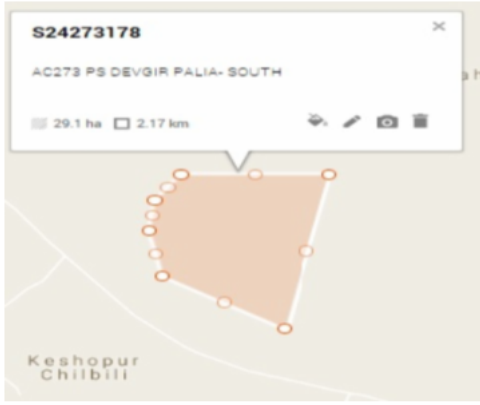 S24273178
AC273 PS DEVGIR PALIA- SOUTH
29.1 ha 2.17 km
Keshopur
Chilbili